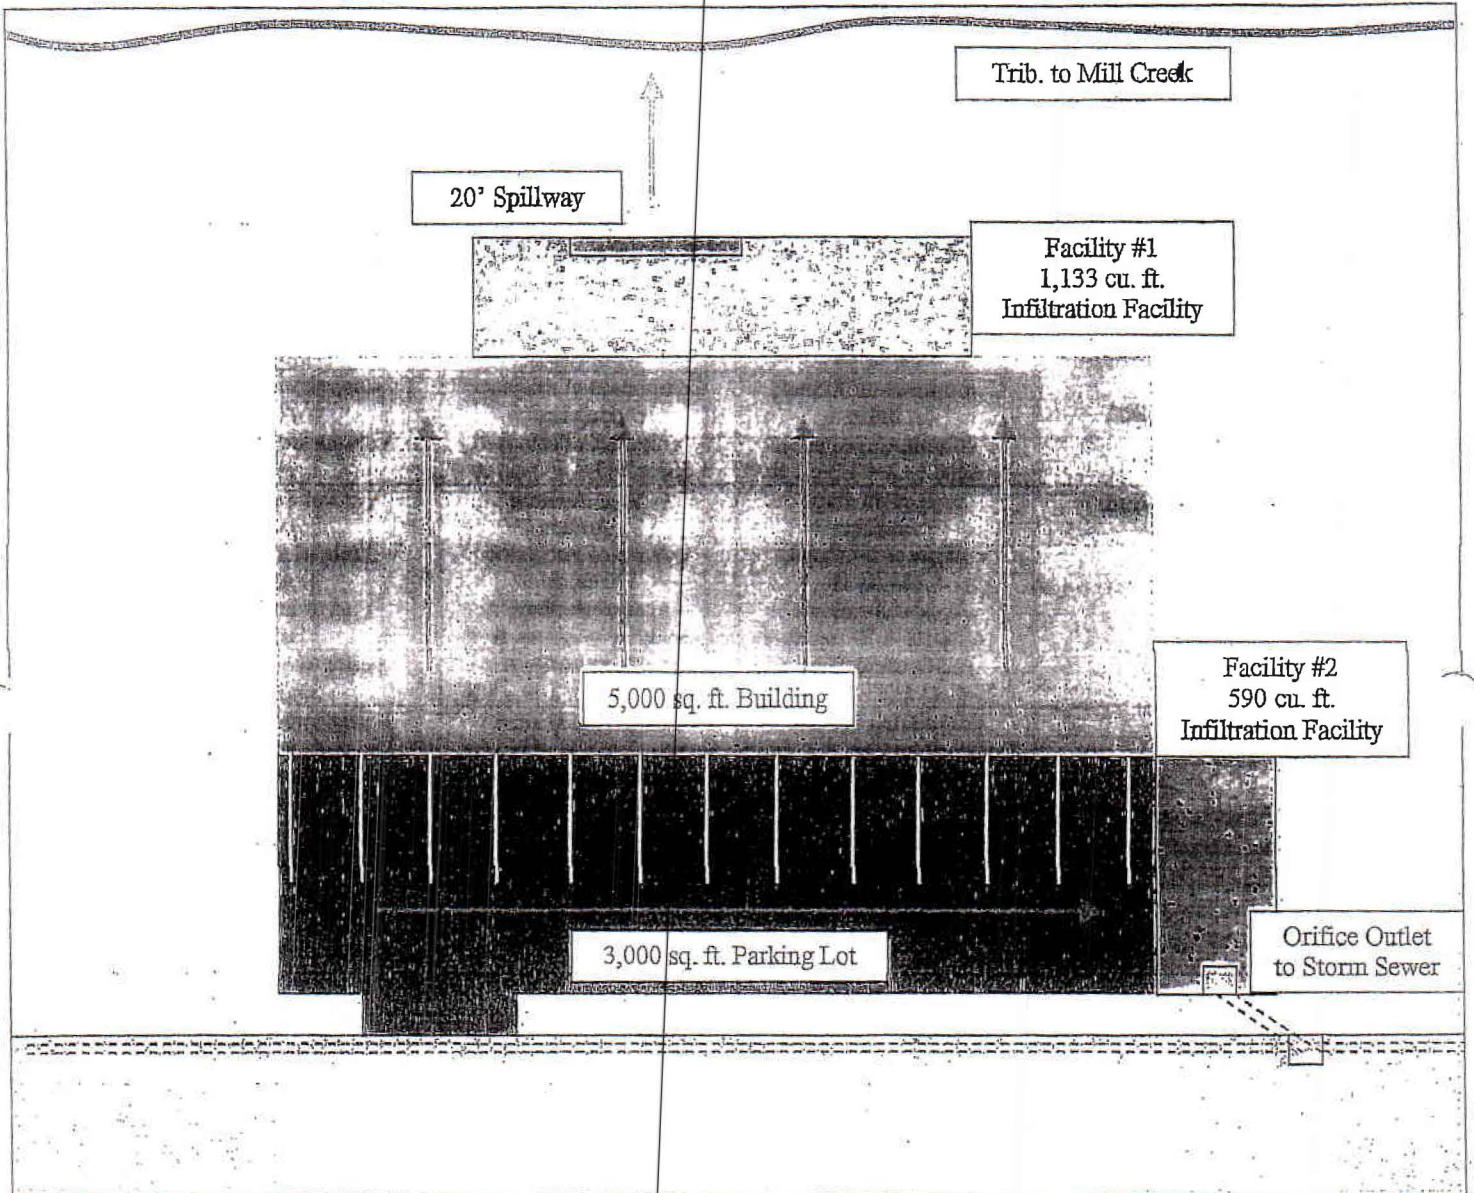 Trib. to Mill Creek
20' Spillway
Facility #1
1,133 cu. ft.
Infiltration Facility
5,000 sq. ft. Building
Facility #2
590 cu. ft.
Infiltration Facility
3,000 sq. ft. Parking Lot
Orifice Outlet
to Storm Sewer